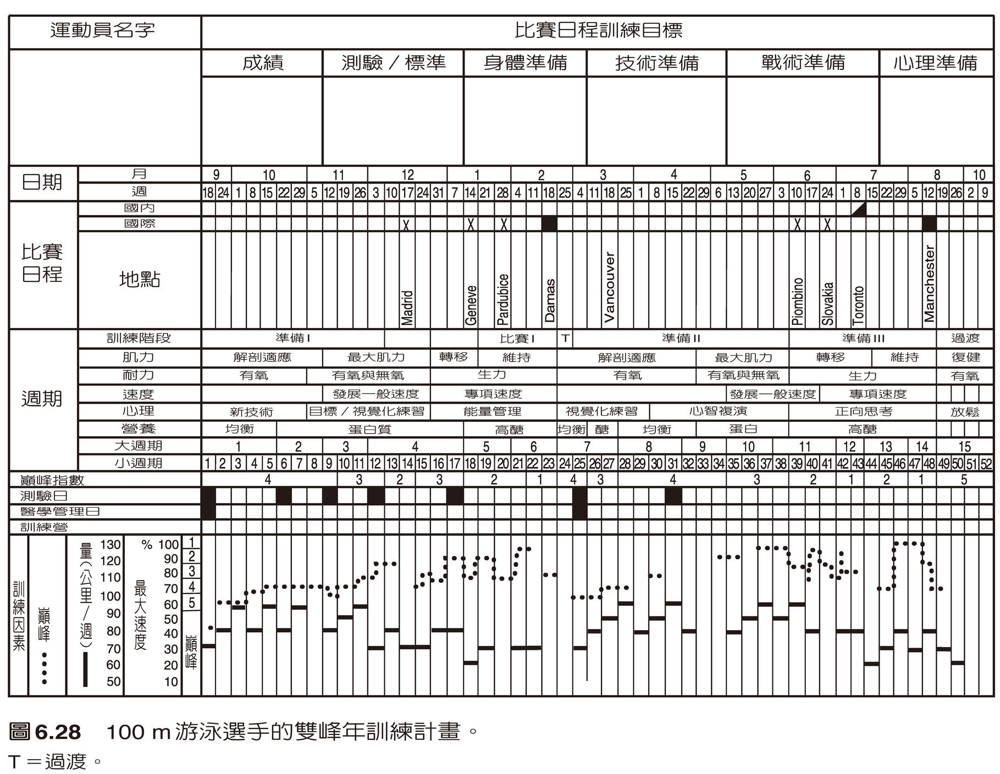 運動員名字 比賽日程訓練目標
成績 測驗／標準 身體準備 技術準備 戰術準備 心理準備
日期 月 9 10 11 12 1 2 3 4 5 6 7 8 10
週 18 24 1 8 15 22 29 5 12 19 26 3 10 17 24 31 7 14 21 28 4 11 18 25 4 11 18 25 1 8 15 22 29 6 13 20 27 3 10 17 24 1 8 15 22 29 5 12 19 26 2 9
比賽日程 國內
國際 X X X X X
地點 Madrid Geneve Pardubice Damas Vancouver Piombino Slovakia Toronto Manchester
週期 訓練階段 準備I 比賽I T 準備II 準備III 過渡
肌力 解剖適應 最大肌力 轉移 維持 解剖適應 最大肌力 轉移 維持 復健
耐力 有氧 有氧與無氧 生力 有氧 有氧與無氧 生力 有氧
速度 發展一般速度 專項速度 發展一般速度 專項速度
心理 新技術 目標／視覺化練習 能量管理 視覺化練習 心智複演 正向思考 放鬆
營養 均衡 蛋白質 高醣 均衡 醣 均衡 蛋白 高醣
大週期 1 2 3 4 5 6 7 8 9 10 11 12 13 14 15
小週期 1 2 3 4 5 6 7 8 9 10 11 12 13 14 15 16 17 18 19 20 21 22 23 24 25 26 27 28 29 30 31 32 33 34 35 36 37 38 39 40 41 42 43 44 45 46 47 48 49 50 51 52
巔峰指數 4 3 2 3 2 1 4 3 4 3 2 1 2 1 5
測驗日
醫學管理日
訓練營
訓練因素 巔峰 量（公里／週） 130 120 110 100 90 80 70 60 50
最大速度 % 100 90 80 70 60 50 40 30 20 10
1 2 3 4 5 巔峰
圖6.28 100 m游泳選手的雙峰年訓練計畫。
T＝過渡。